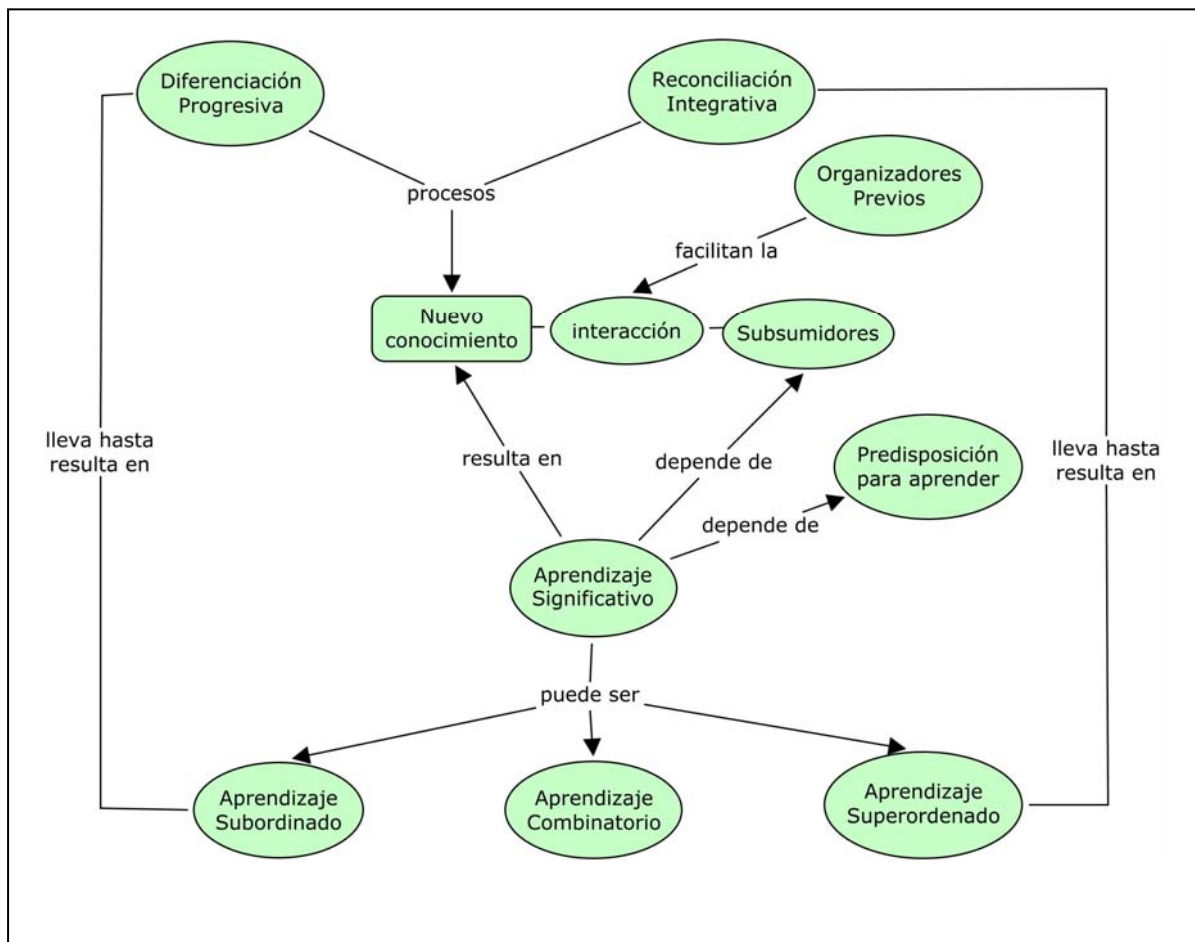 Diferenciación
Progresiva
Reconciliación
Integrativa
procesos
Organizadores
Previos
facilitan la
Nuevo
conocimiento
interacción
Subsumidores
lleva hasta
resulta en
resulta en
depende de
Predisposición
para aprender
lleva hasta
resulta en
depende de
Aprendizaje
Significativo
puede ser
Aprendizaje
Subordinado
Aprendizaje
Combinatorio
Aprendizaje
Superordenado